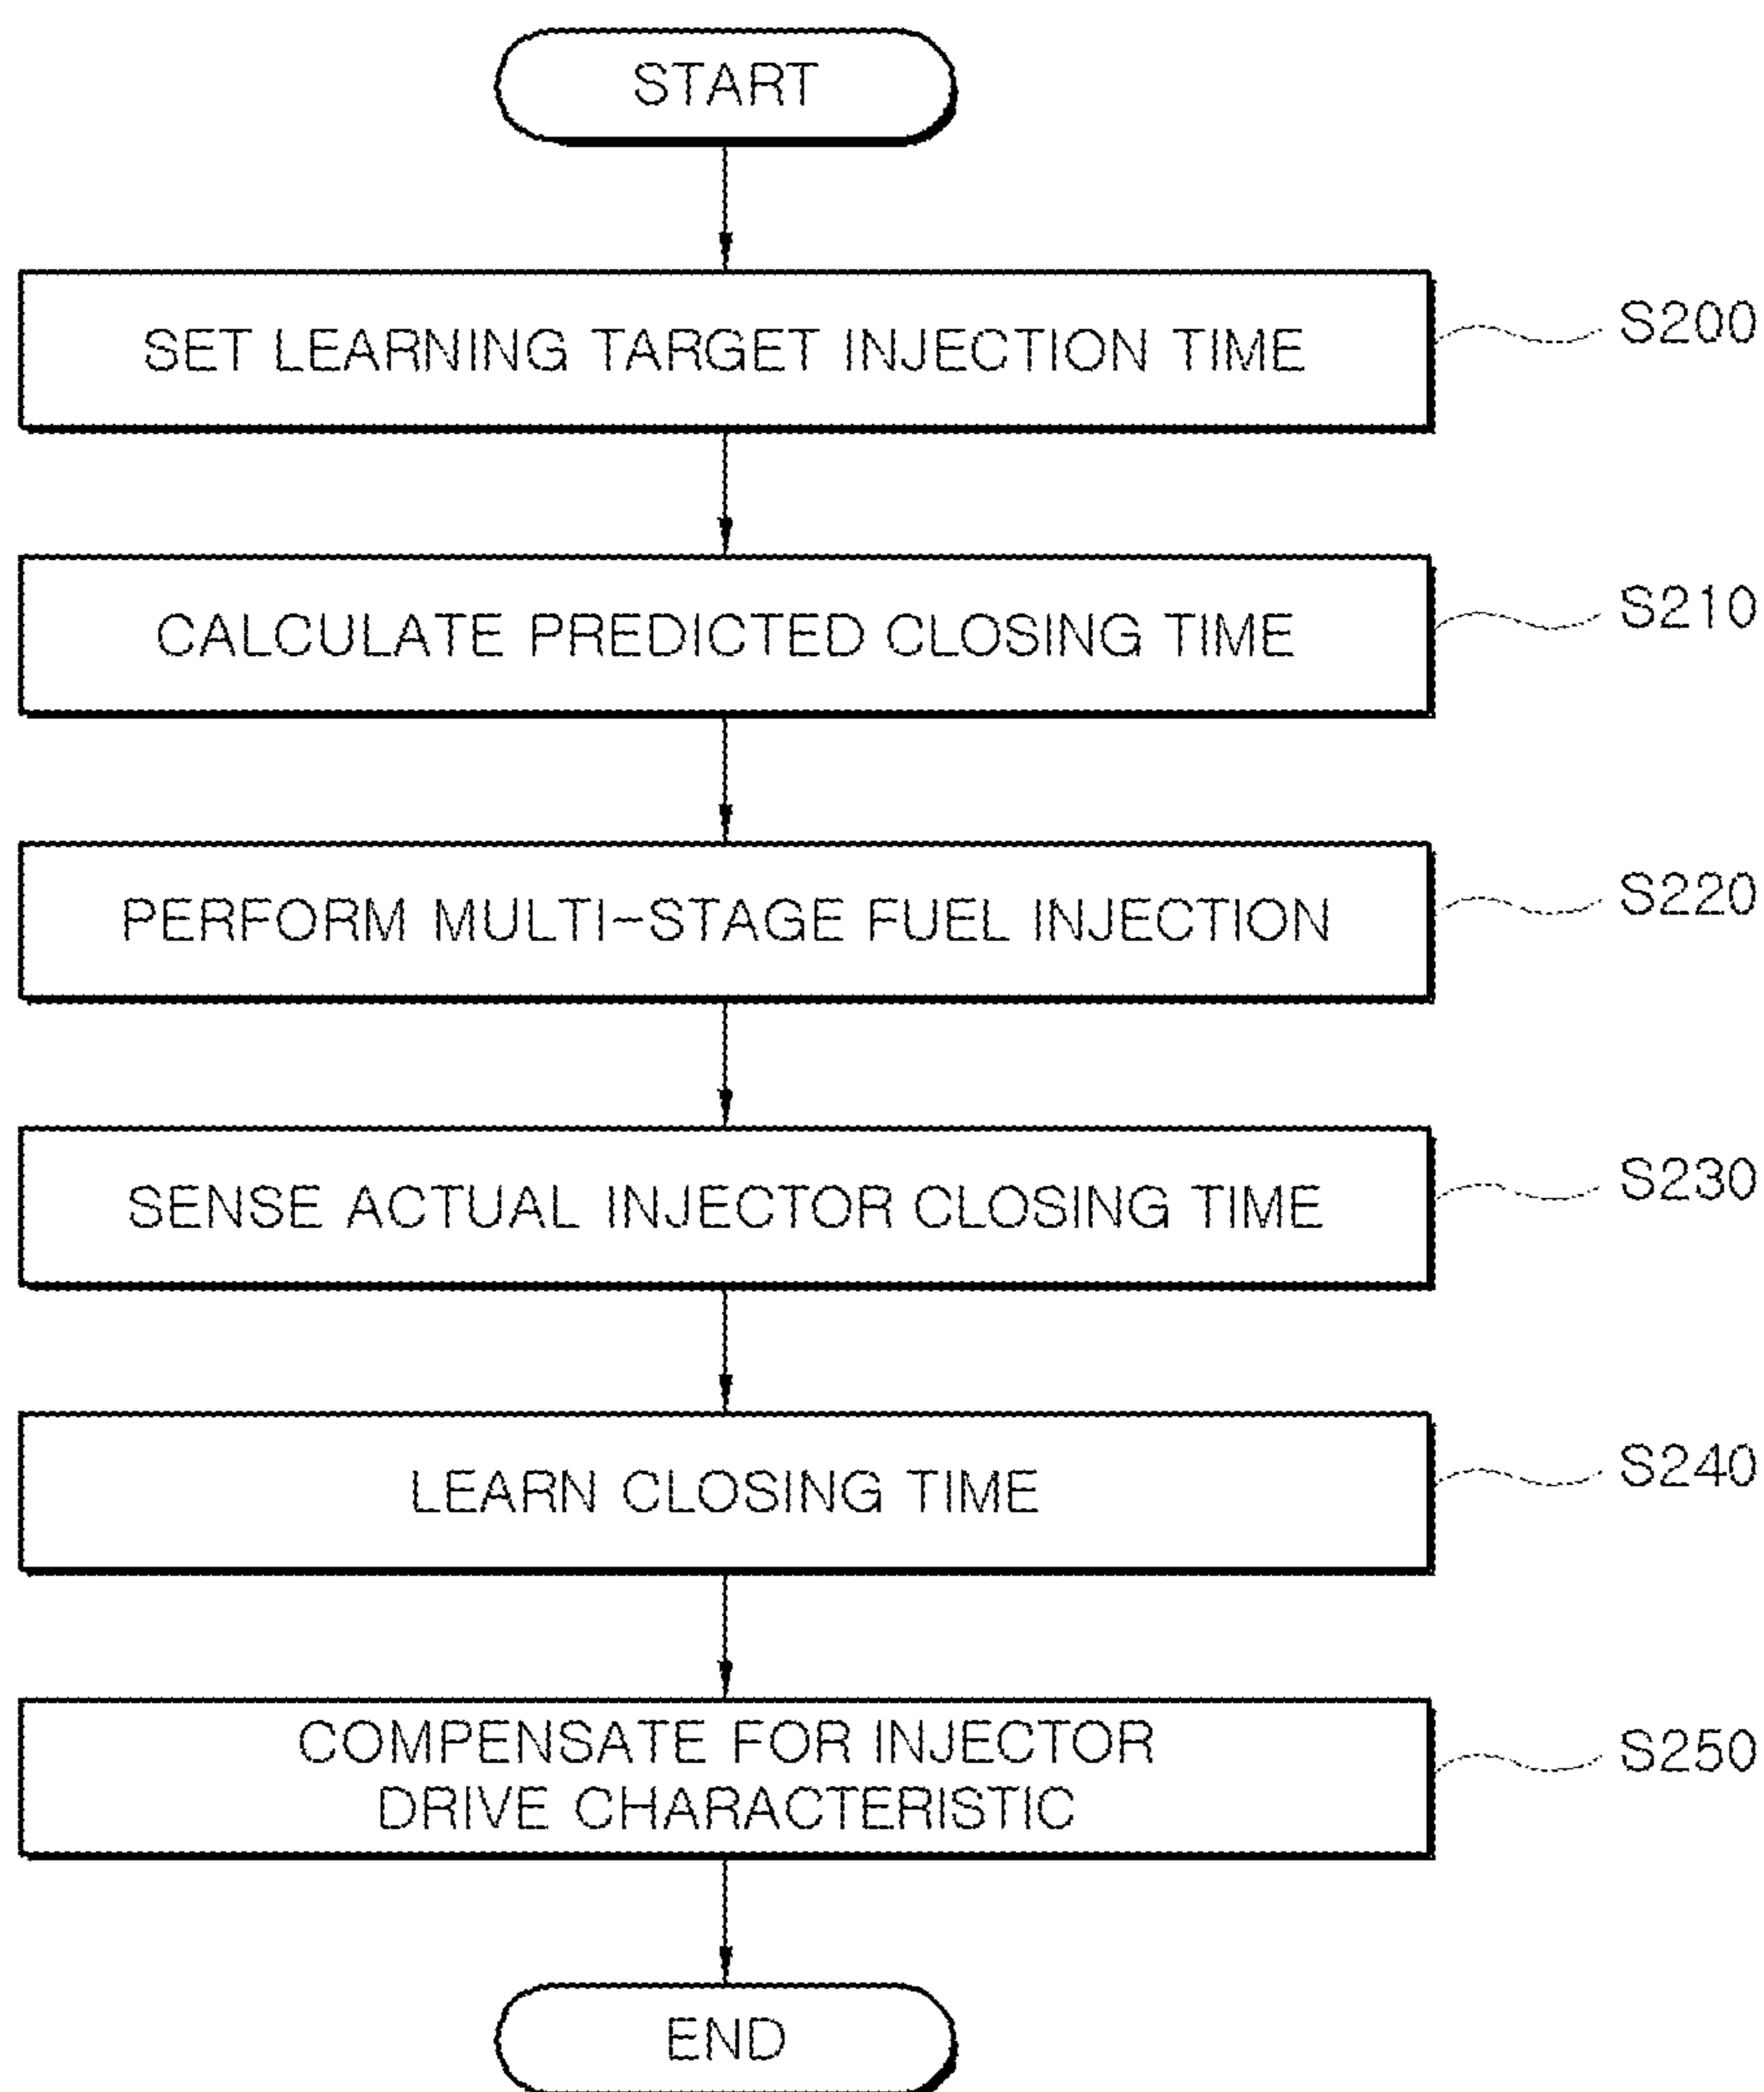 START
SET LEARNING TARGET INJECTION TIME
S200
CALCULATE PREDICTED CLOSING TIME
S210
PERFORM MULTI-STAGE FUEL INJECTION
S220
SENSE ACTUAL INJECTOR CLOSING TIME
S230
LEARN CLOSING TIME
S240
COMPENSATE FOR INJECTOR
DRIVE CHARACTERISTIC
S250
END